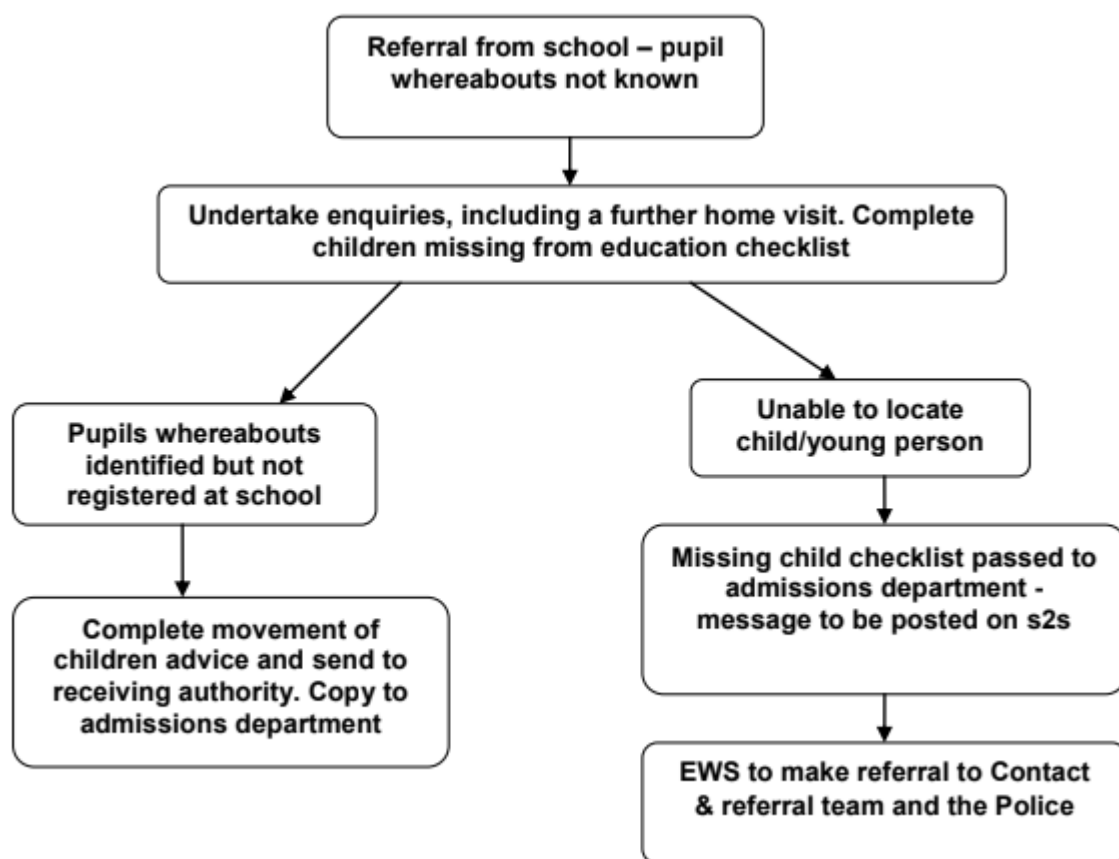 Referral from school – pupil
whereabouts not known
Undertake enquiries, including a further home visit. Complete
children missing from education checklist
Pupils whereabouts
identified but not
registered at school
Complete movement of
children advice and send to
receiving authority. Copy to
admissions department
Unable to locate
child/young person
Missing child checklist passed to
admissions department -
message to be posted on s2s
EWS to make referral to Contact
& referral team and the Police